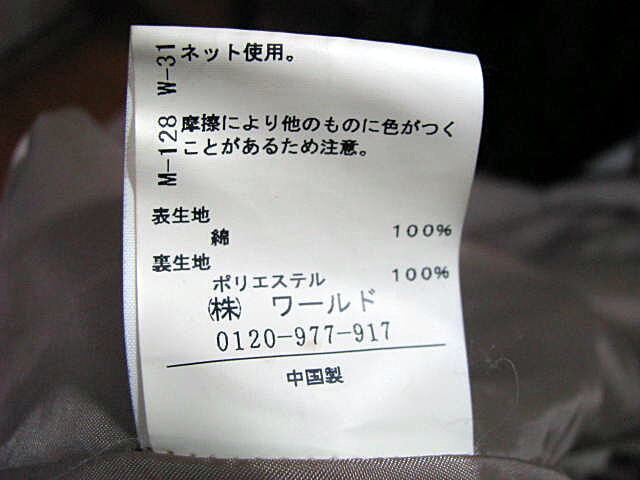 ネット使用。
摩擦により他のものに色がつく
ことがあるため注意。
M-128 W-31
表生地
綿 100%
裏生地
ポリエステル 100%
㈱ ワールド
0120-977-917
中国製